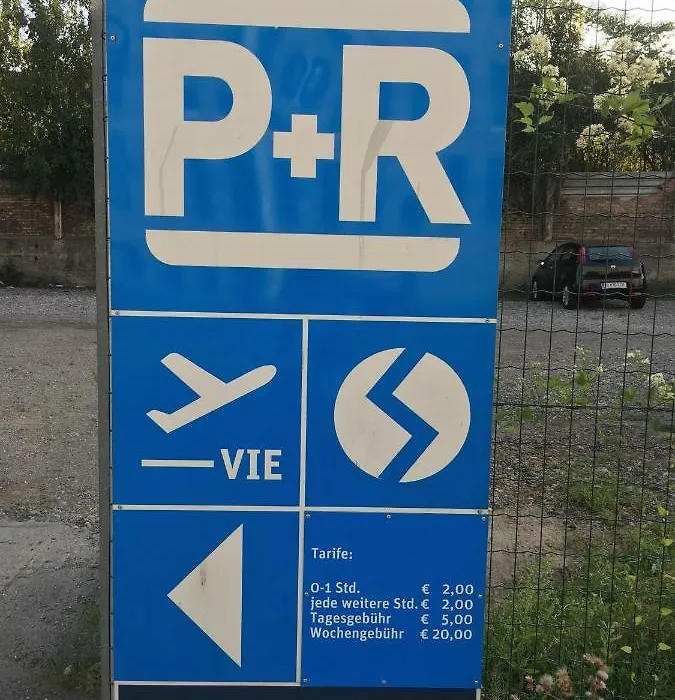 P+R
VIE
Tarife:
0-1 Std. € 2,00
jede weitere Std. € 2,00
Tagesgebühr € 5,00
Wochengebühr € 20,00